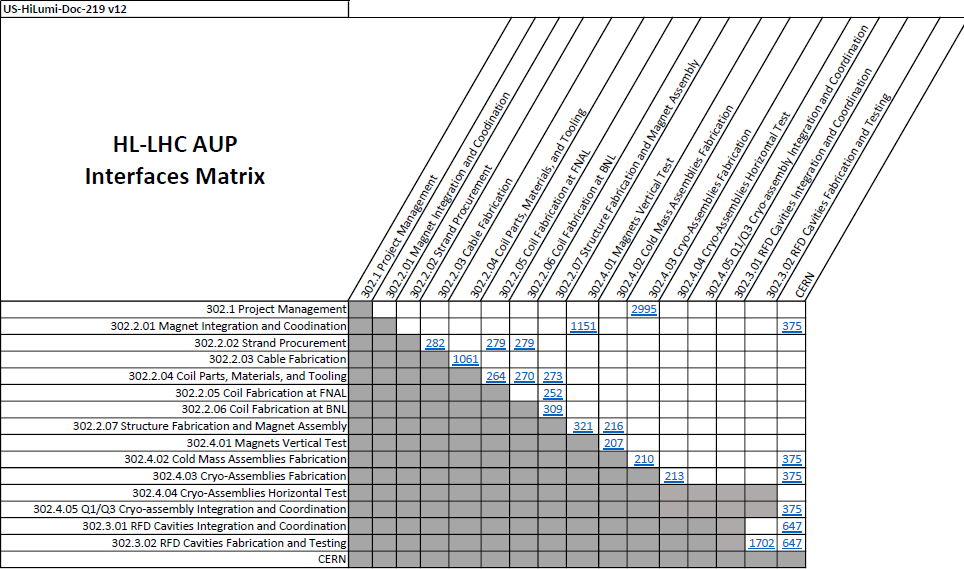 US-HiLumi-Doc-219 v12
HL-LHC AUP
Interfaces Matrix
302.1 Project Management
302.2.01 Magnet Integration and Coodination
302.2.02 Strand Procurement
302.2.03 Cable Fabrication
302.2.04 Coil Parts, Materials, and Tooling
302.2.05 Coil Fabrication at FNAL
302.2.06 Coil Fabrication at BNL
302.2.07 Structure Fabrication and Magnet Assembly
302.4.01 Magnets Vertical Test
302.4.02 Cold Mass Assemblies Fabrication
302.4.03 Cryo-Assemblies Fabrication
302.4.04 Cryo-Assemblies Horizontal Test
302.4.05 Q1/Q3 Cryo-assembly Integration and Coordination
302.3.01 RFD Cavities Integration and Coordination
302.3.02 RFD Cavities Fabrication and Testing
CERN
302.1 Project Management 2995
302.2.01 Magnet Integration and Coodination 1151 375
302.2.02 Strand Procurement 282 279 279
302.2.03 Cable Fabrication 1061
302.2.04 Coil Parts, Materials, and Tooling 264 270 273
302.2.05 Coil Fabrication at FNAL 252
302.2.06 Coil Fabrication at BNL 309
302.2.07 Structure Fabrication and Magnet Assembly 321 216
302.4.01 Magnets Vertical Test 207
302.4.02 Cold Mass Assemblies Fabrication 210 375
302.4.03 Cryo-Assemblies Fabrication 213 375
302.4.04 Cryo-Assemblies Horizontal Test
302.4.05 Q1/Q3 Cryo-assembly Integration and Coordination 375
302.3.01 RFD Cavities Integration and Coordination 647
302.3.02 RFD Cavities Fabrication and Testing 1702 647
CERN